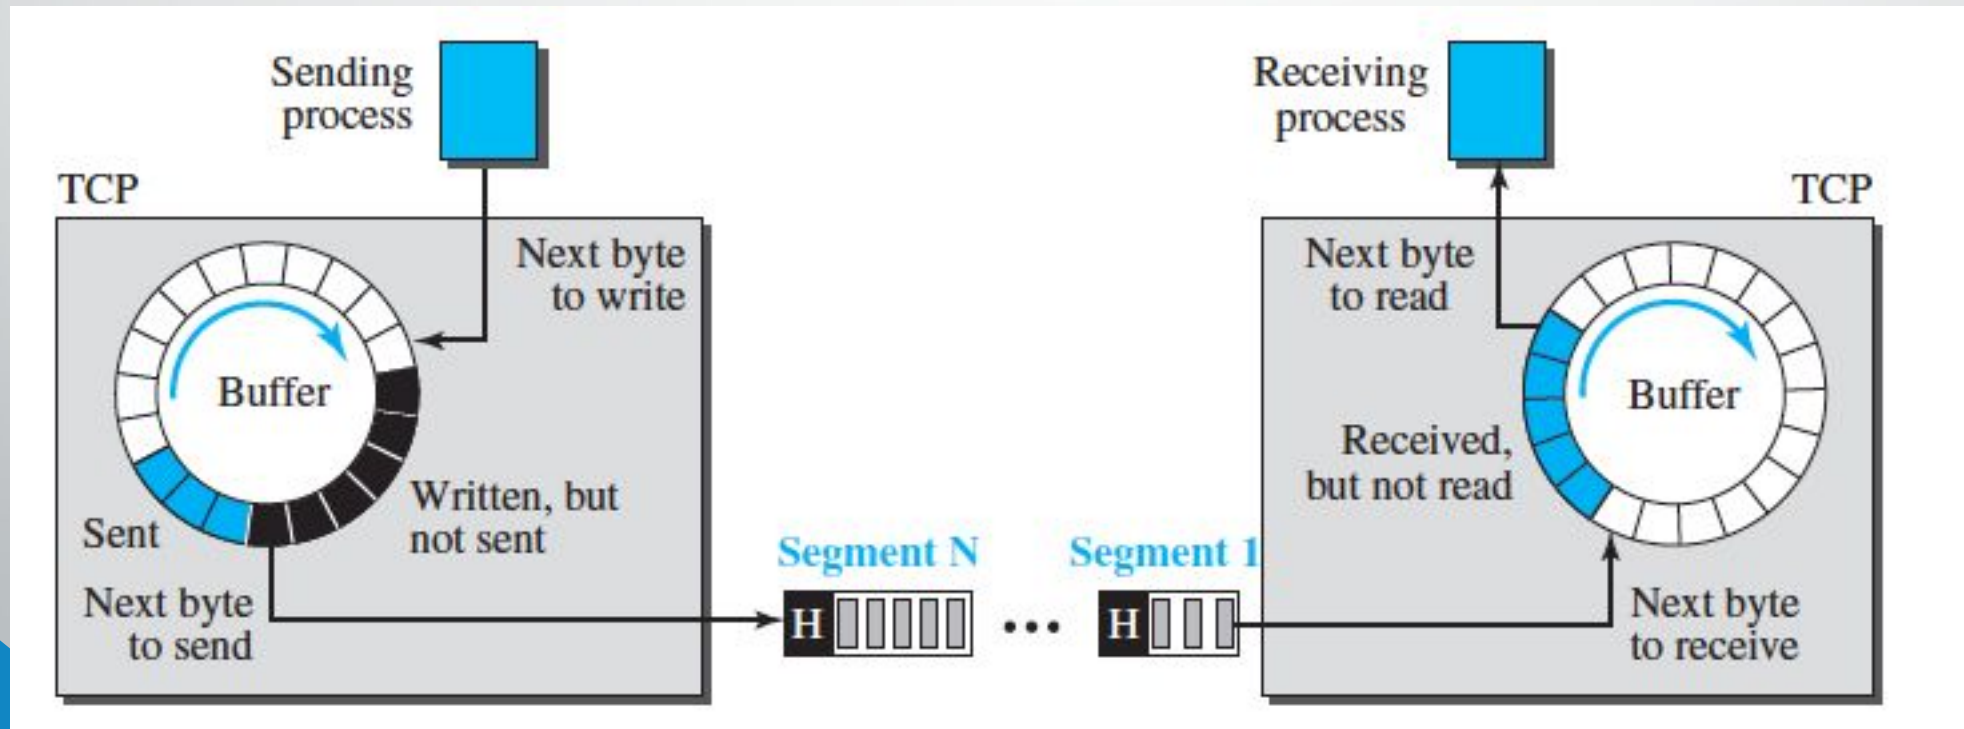 Sending
process
Receiving
process
TCP
TCP
Next byte
to write
Next byte
to read
Buffer
Buffer
Received,
but not read
Written, but
not sent
Sent
Segment N
Segment 1
Next byte
to send
H
...
H
Next byte
to receive